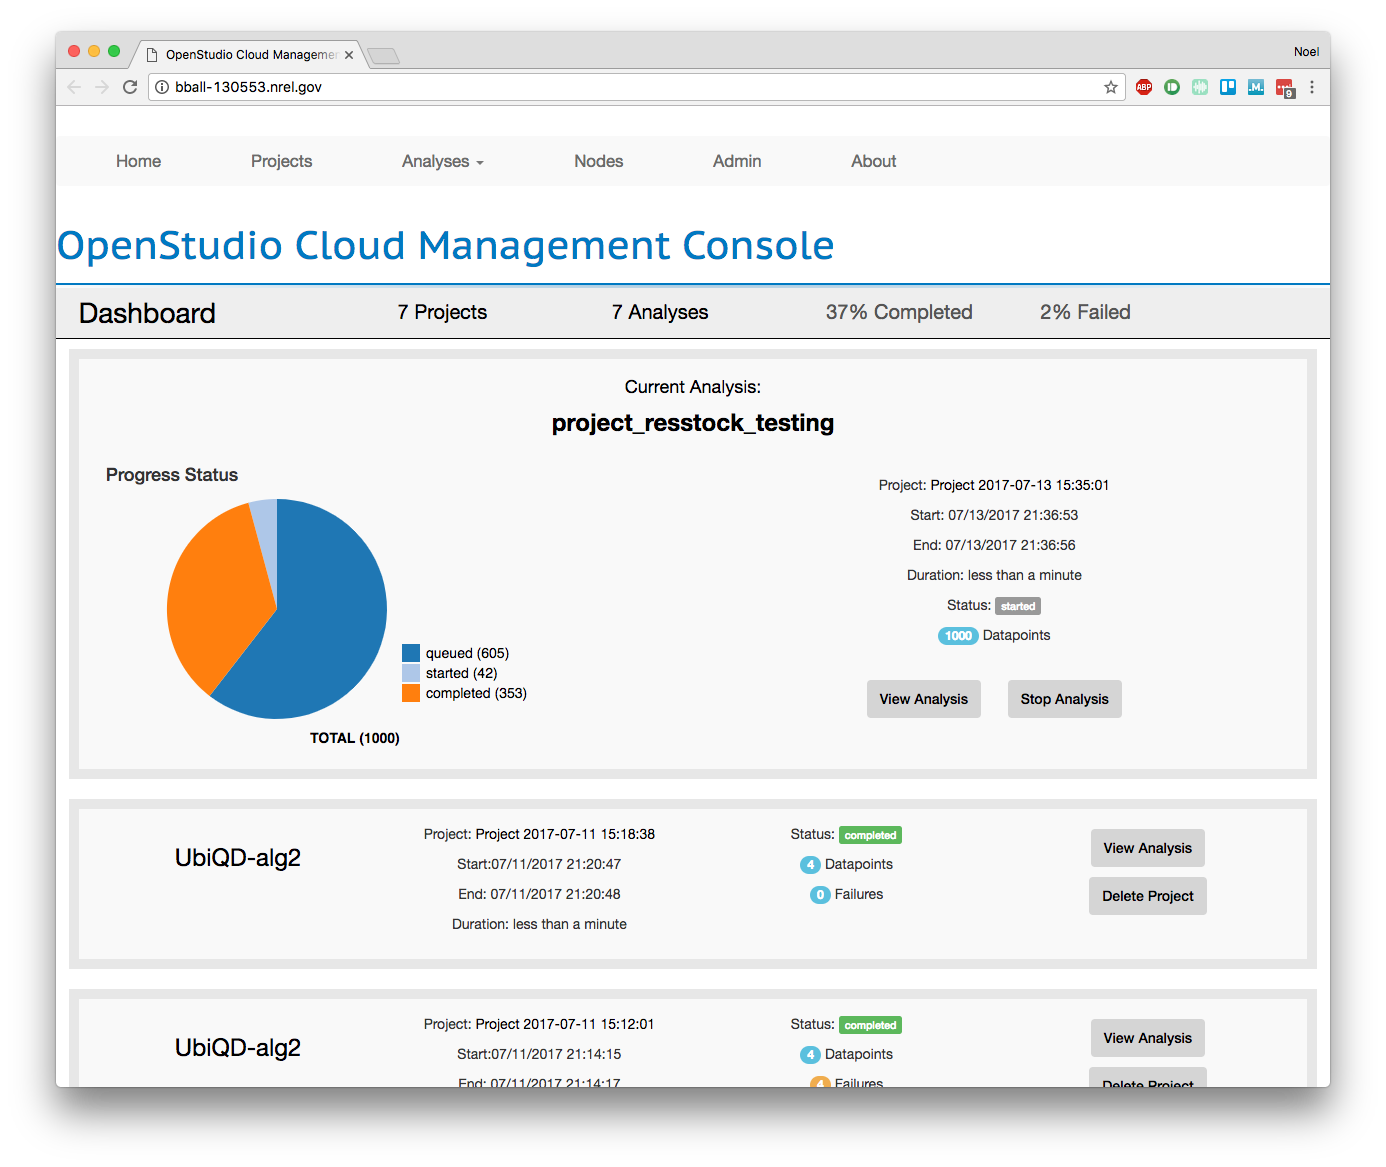 OpenStudio Cloud Manageme
Noel
bball-130553.nrel.gov
ABP
.M.
9
Home Projects Analyses Nodes Admin About
OpenStudio Cloud Management Console
Dashboard 7 Projects 7 Analyses 37% Completed 2% Failed
Current Analysis:
project_resstock_testing
Progress Status
queued (605)
started (42)
completed (353)
TOTAL (1000)
Project: Project 2017-07-13 15:35:01
Start: 07/13/2017 21:36:53
End: 07/13/2017 21:36:56
Duration: less than a minute
Status: started
1000 Datapoints
View Analysis Stop Analysis
UbiQD-alg2
Project: Project 2017-07-11 15:18:38
Start:07/11/2017 21:20:47
End: 07/11/2017 21:20:48
Duration: less than a minute
Status: completed
4 Datapoints
0 Failures
View Analysis
Delete Project
UbiQD-alg2
Project: Project 2017-07-11 15:12:01
Start:07/11/2017 21:14:15
End: 07/11/2017 21:14:17
Status: completed
4 Datapoints
4 Failures
View Analysis
Delete Project